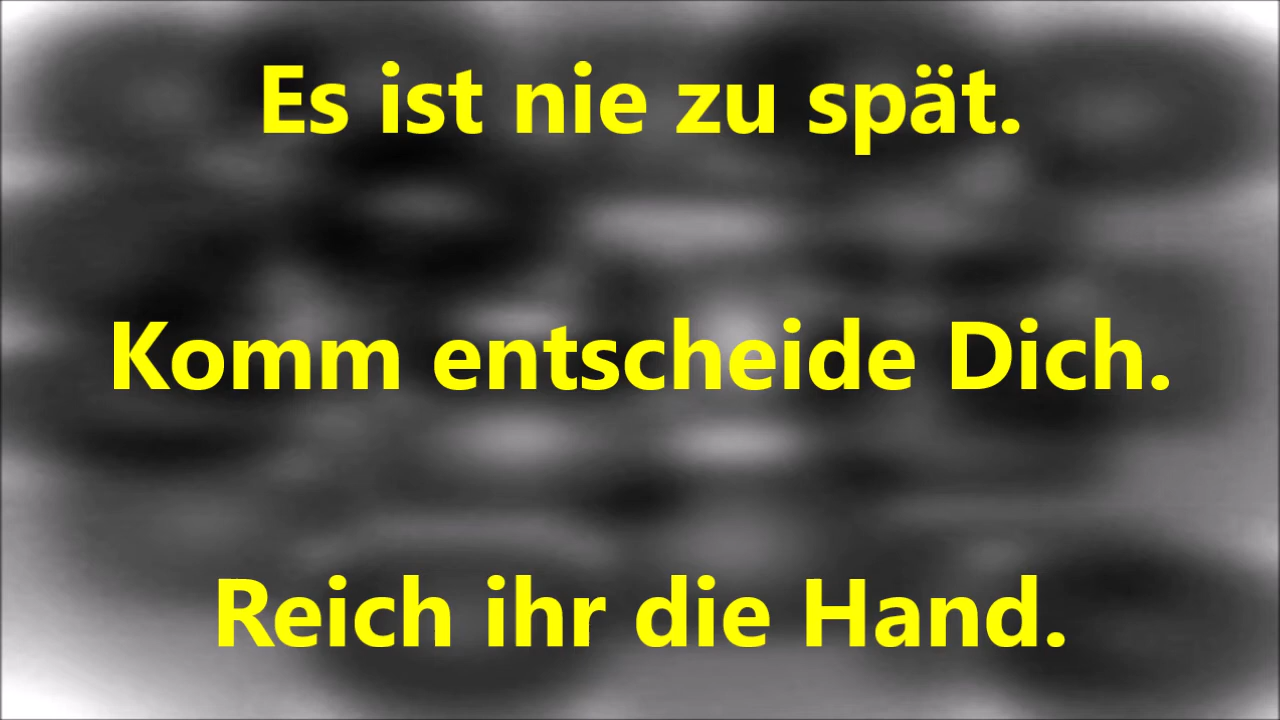 Es ist nie zu spät.
Komm entscheide Dich.
Reich ihr die Hand.